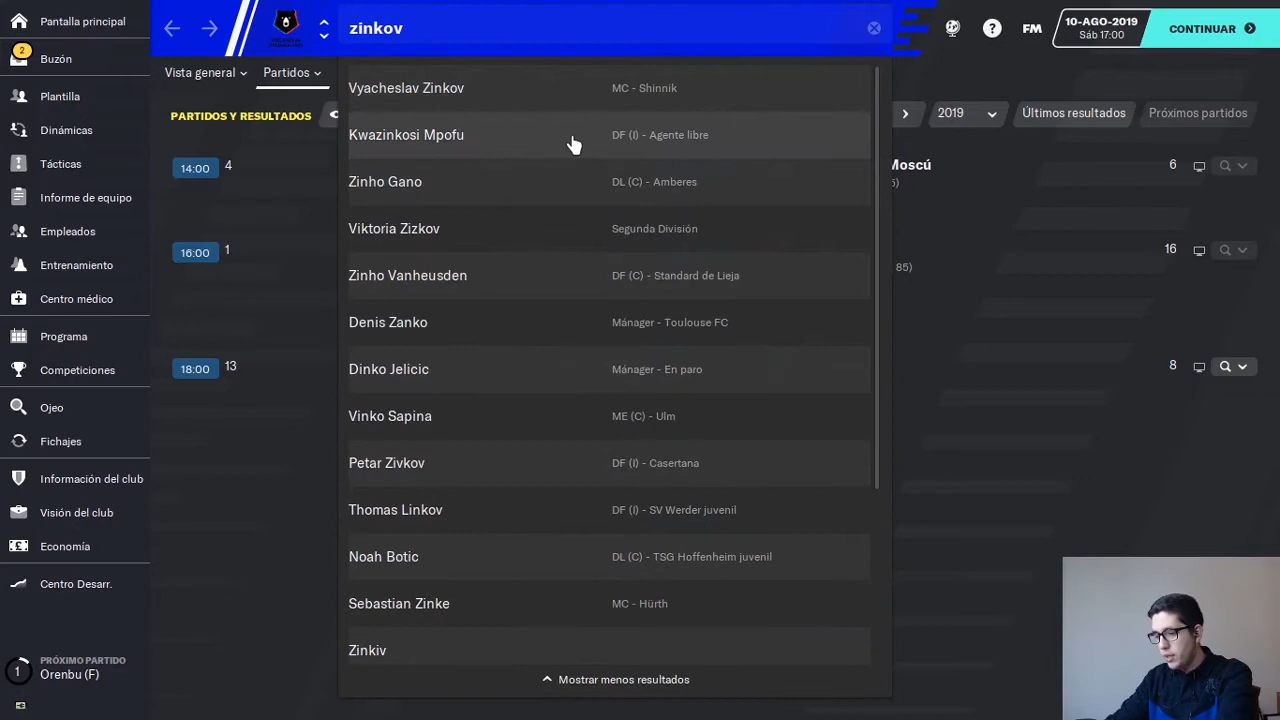 Pantalla principal
zinkov
FM
10-AGO-2019
Sáb 17:00
CONTINUAR
2
Buzón
Vista general
Partidos
Plantilla
PARTIDOS Y RESULTADOS
2019
Últimos resultados
Próximos partidos
Dinámicas
Tácticas
Informe de equipo
Empleados
Entrenamiento
Centro médico
Programa
Competiciones
Ojeo
Fichajes
Información del club
Visión del club
Economía
Centro Desarr.
1
PRÓXIMO PARTIDO
Orenbu (F)
14:00 4
16:00 1
18:00 13
Vyacheslav Zinkov MC - Shinnik
Kwazinkosi Mpofu DF (I) - Agente libre
Zinho Gano DL (C) - Amberes
Viktoria Zizkov Segunda División
Zinho Vanheusden DF (C) - Standard de Lieja
Denis Zanko Mánager - Toulouse FC
Dinko Jelicic Mánager - En paro
Vinko Sapina ME (C) - Ulm
Petar Zivkov DF (I) - Casertana
Thomas Linkov DF (I) - SV Werder juvenil
Noah Botic DL (C) - TSG Hoffenheim juvenil
Sebastian Zinke MC - Hürth
Zinkiv
Mostrar menos resultados
Moscú 6
5)
16
85)
8